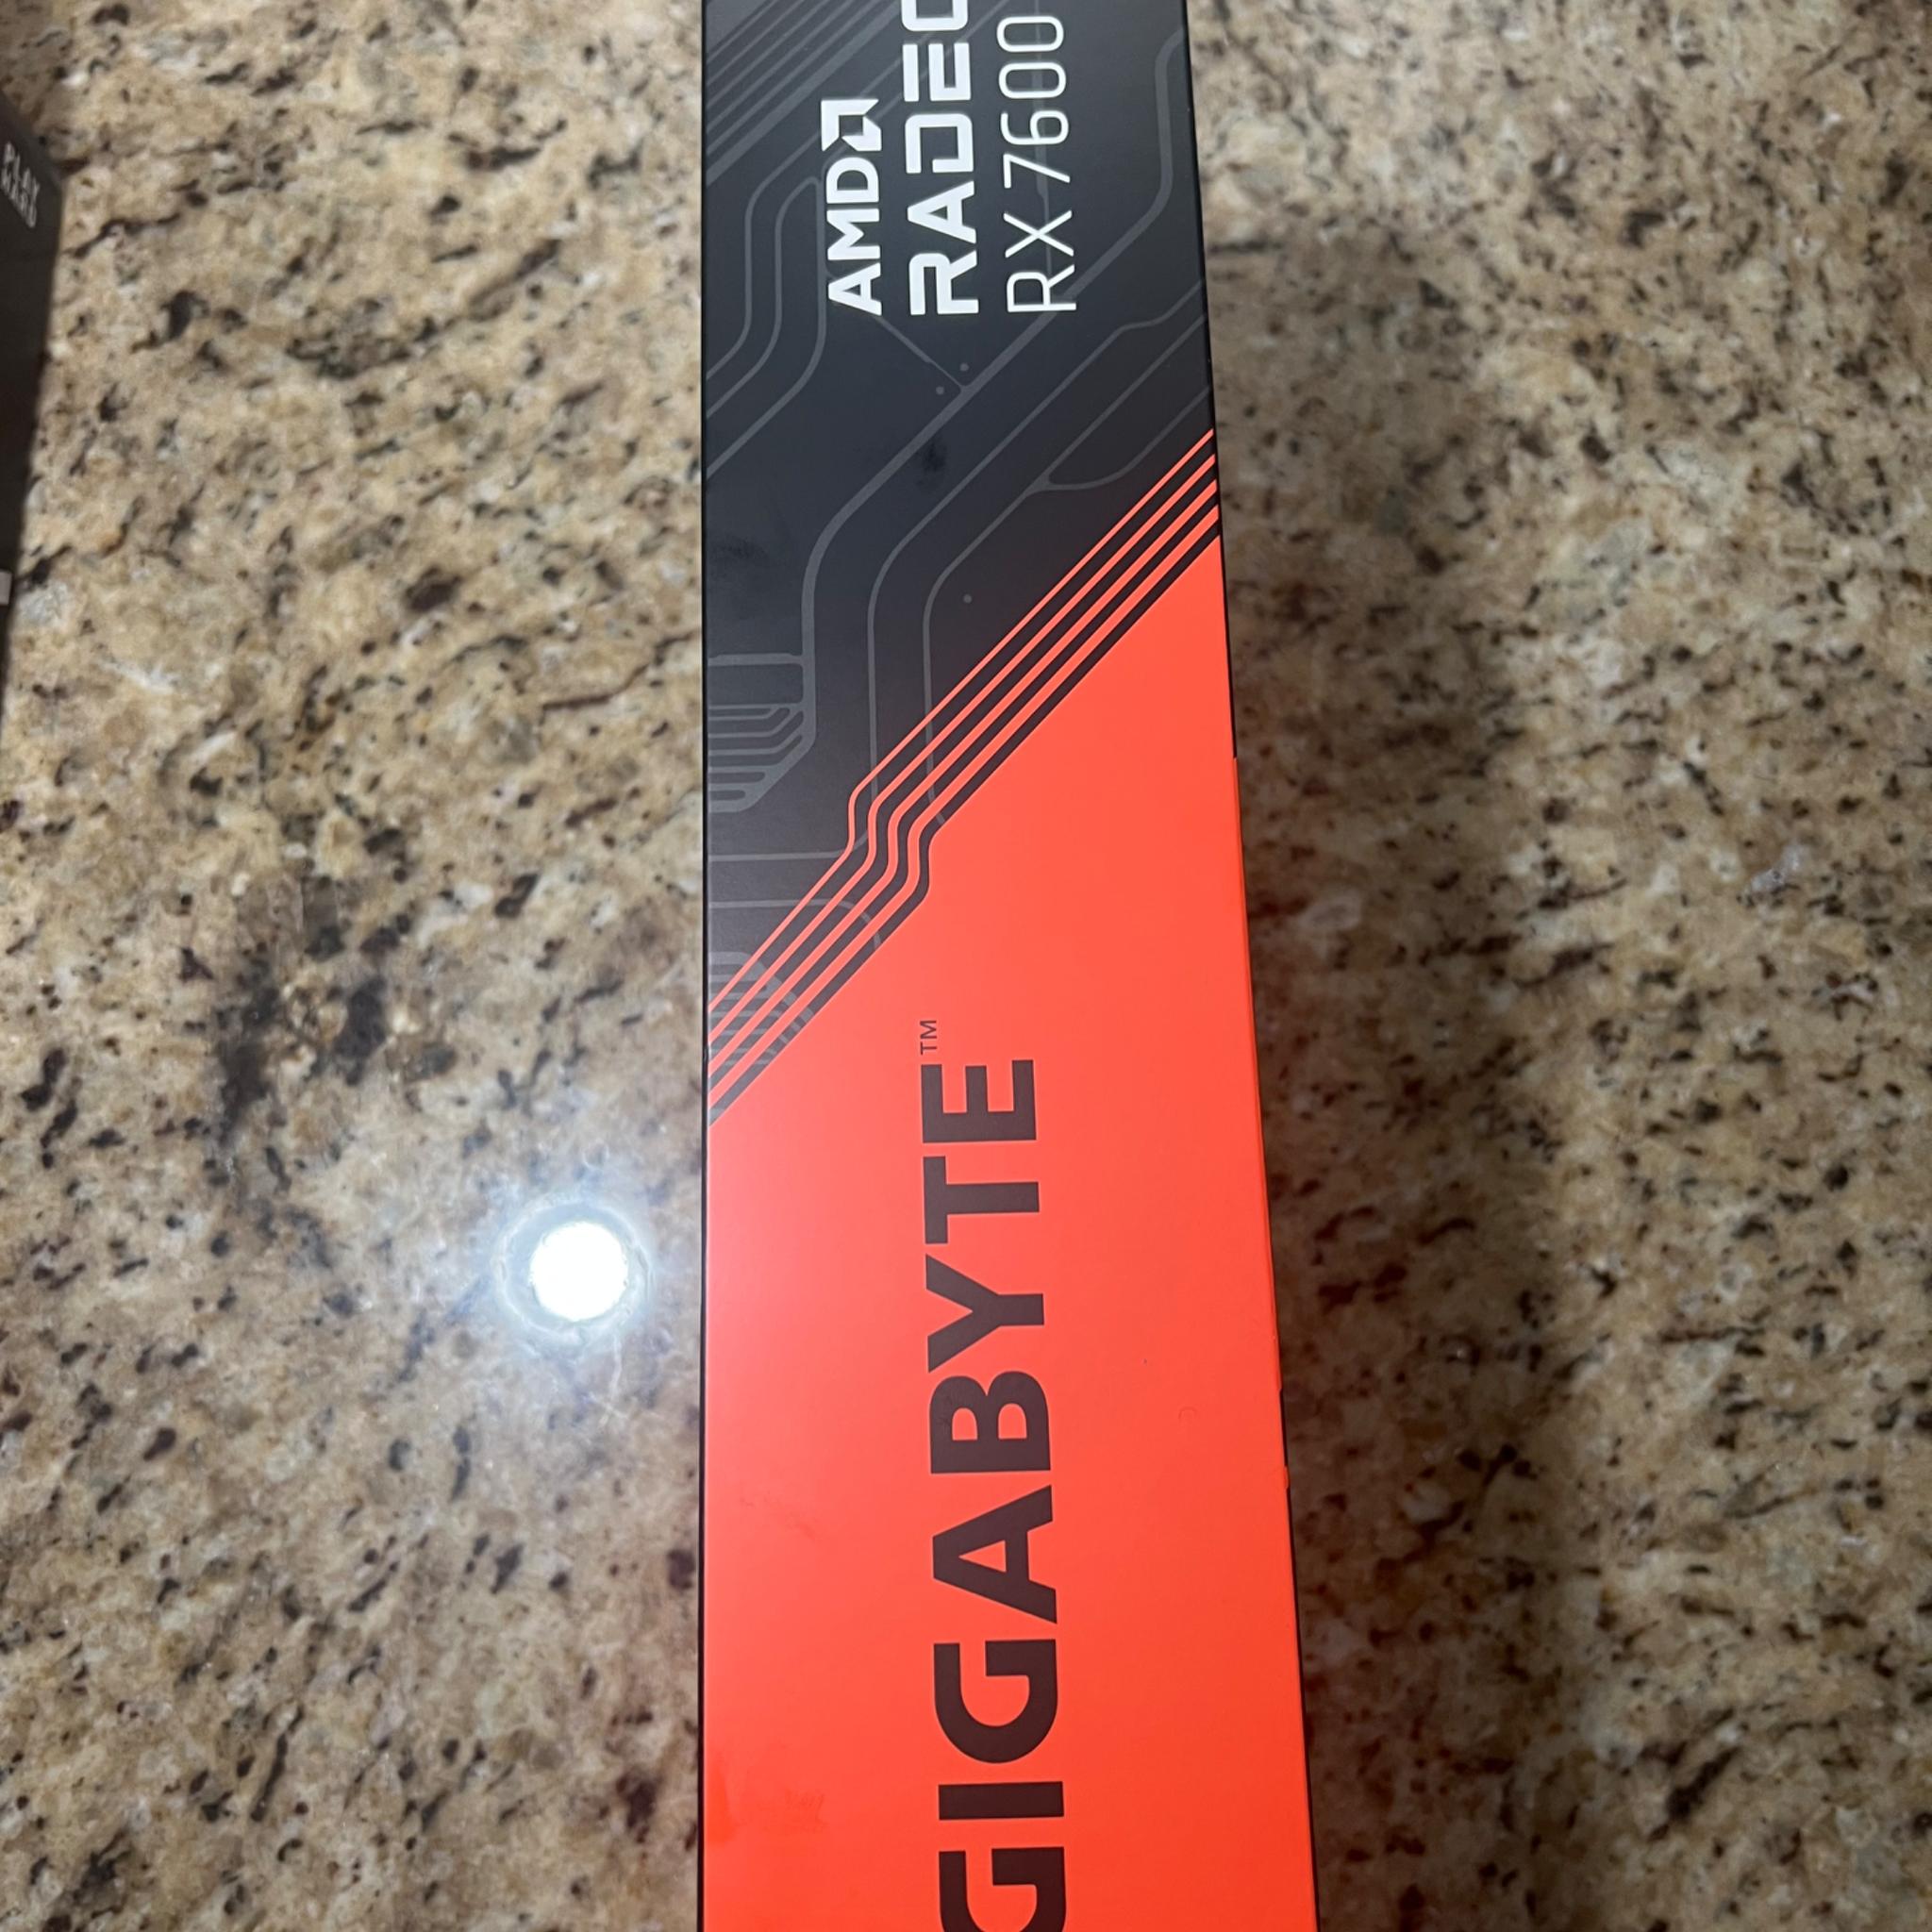 AMD
RADEO
RX 7600
GIGABYTE™